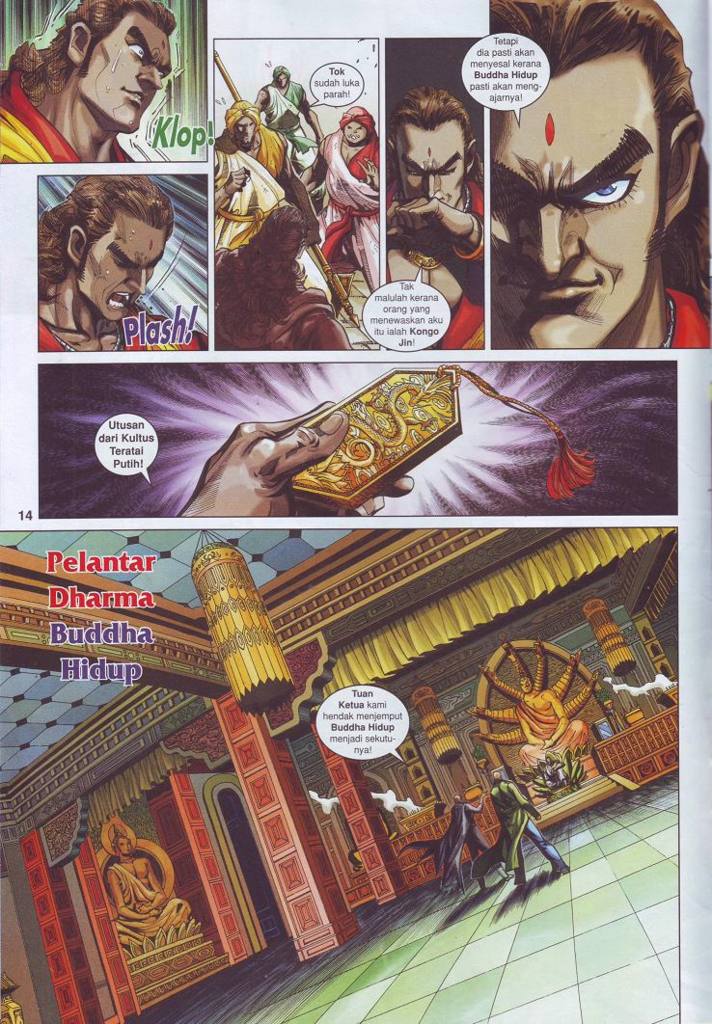 Klop!
Tok
sudah luka
parah!
Tetapi
dia pasti akan
menyesal kerana
Buddha Hidup
pasti akan meng-
ajarnya!
Plash!
Tak
malulah kerana
orang yang
menewaskan aku
itu ialah Kongo
Jin!
Utusan
dari Kultus
Teratai
Putih!
14
Pelantar
Dharma
Buddha
Hidup
Tuan
Ketua kami
hendak menjemput
Buddha Hidup
menjadi sekutu-
nya!